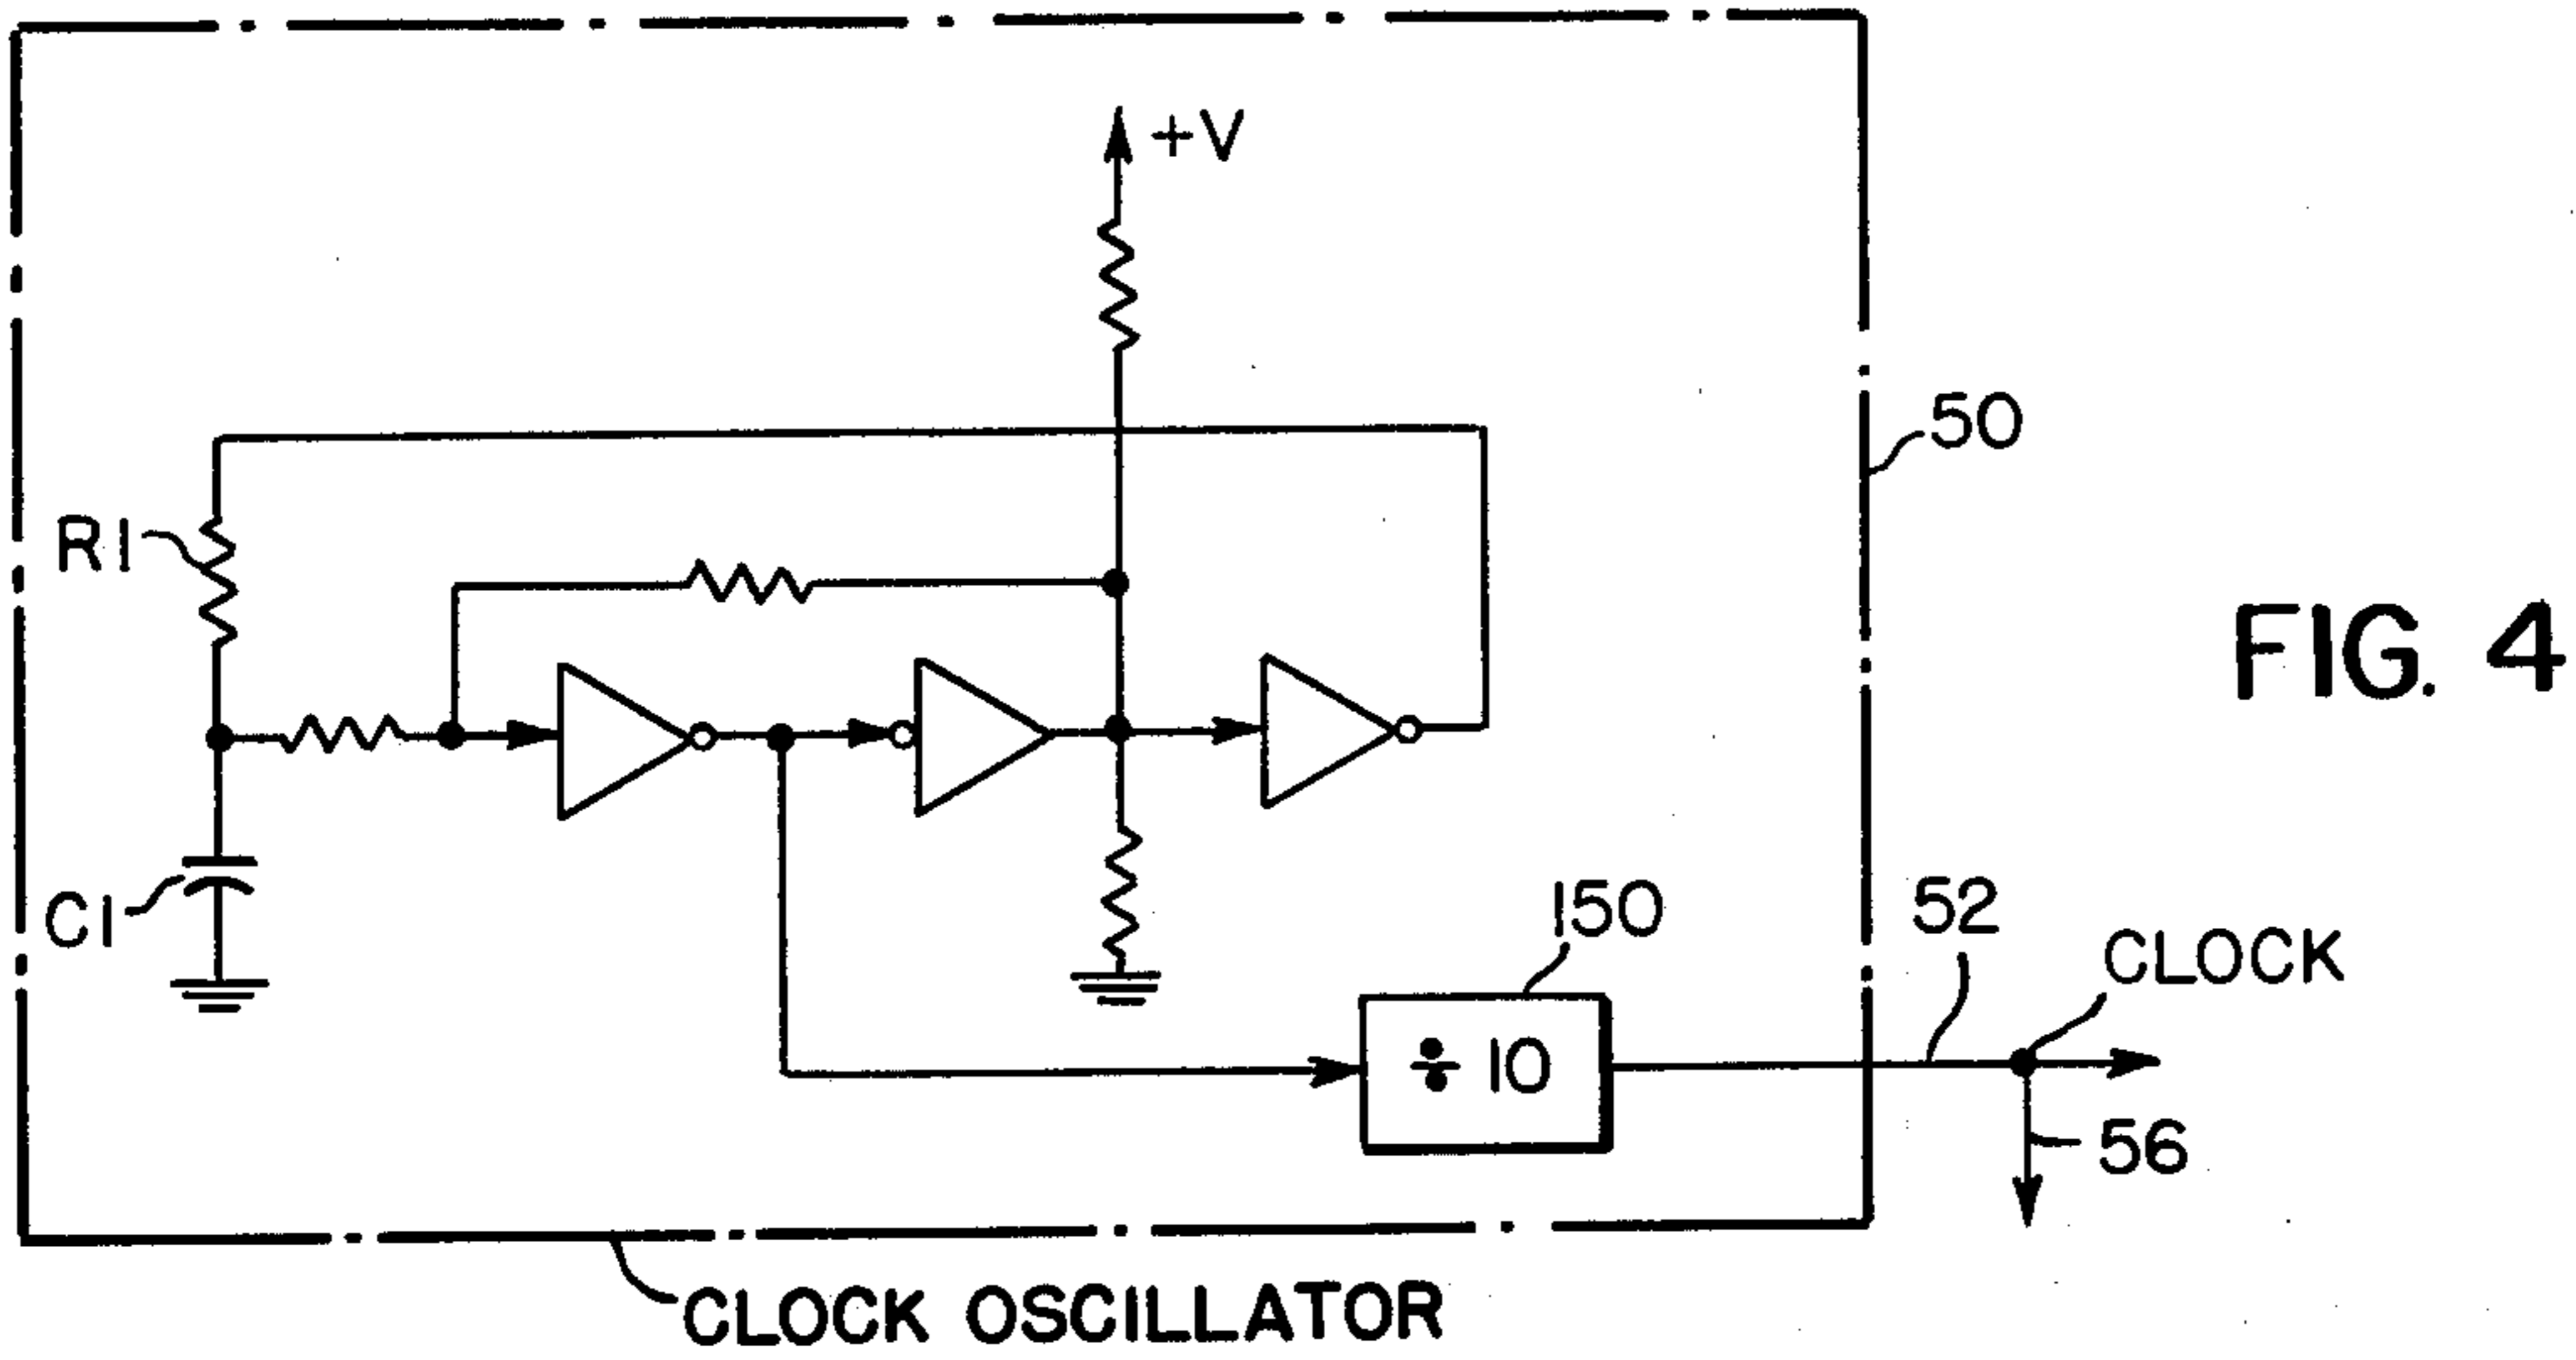 +V
50
R1
FIG. 4
C1
150
52
CLOCK
÷ 10
56
CLOCK OSCILLATOR